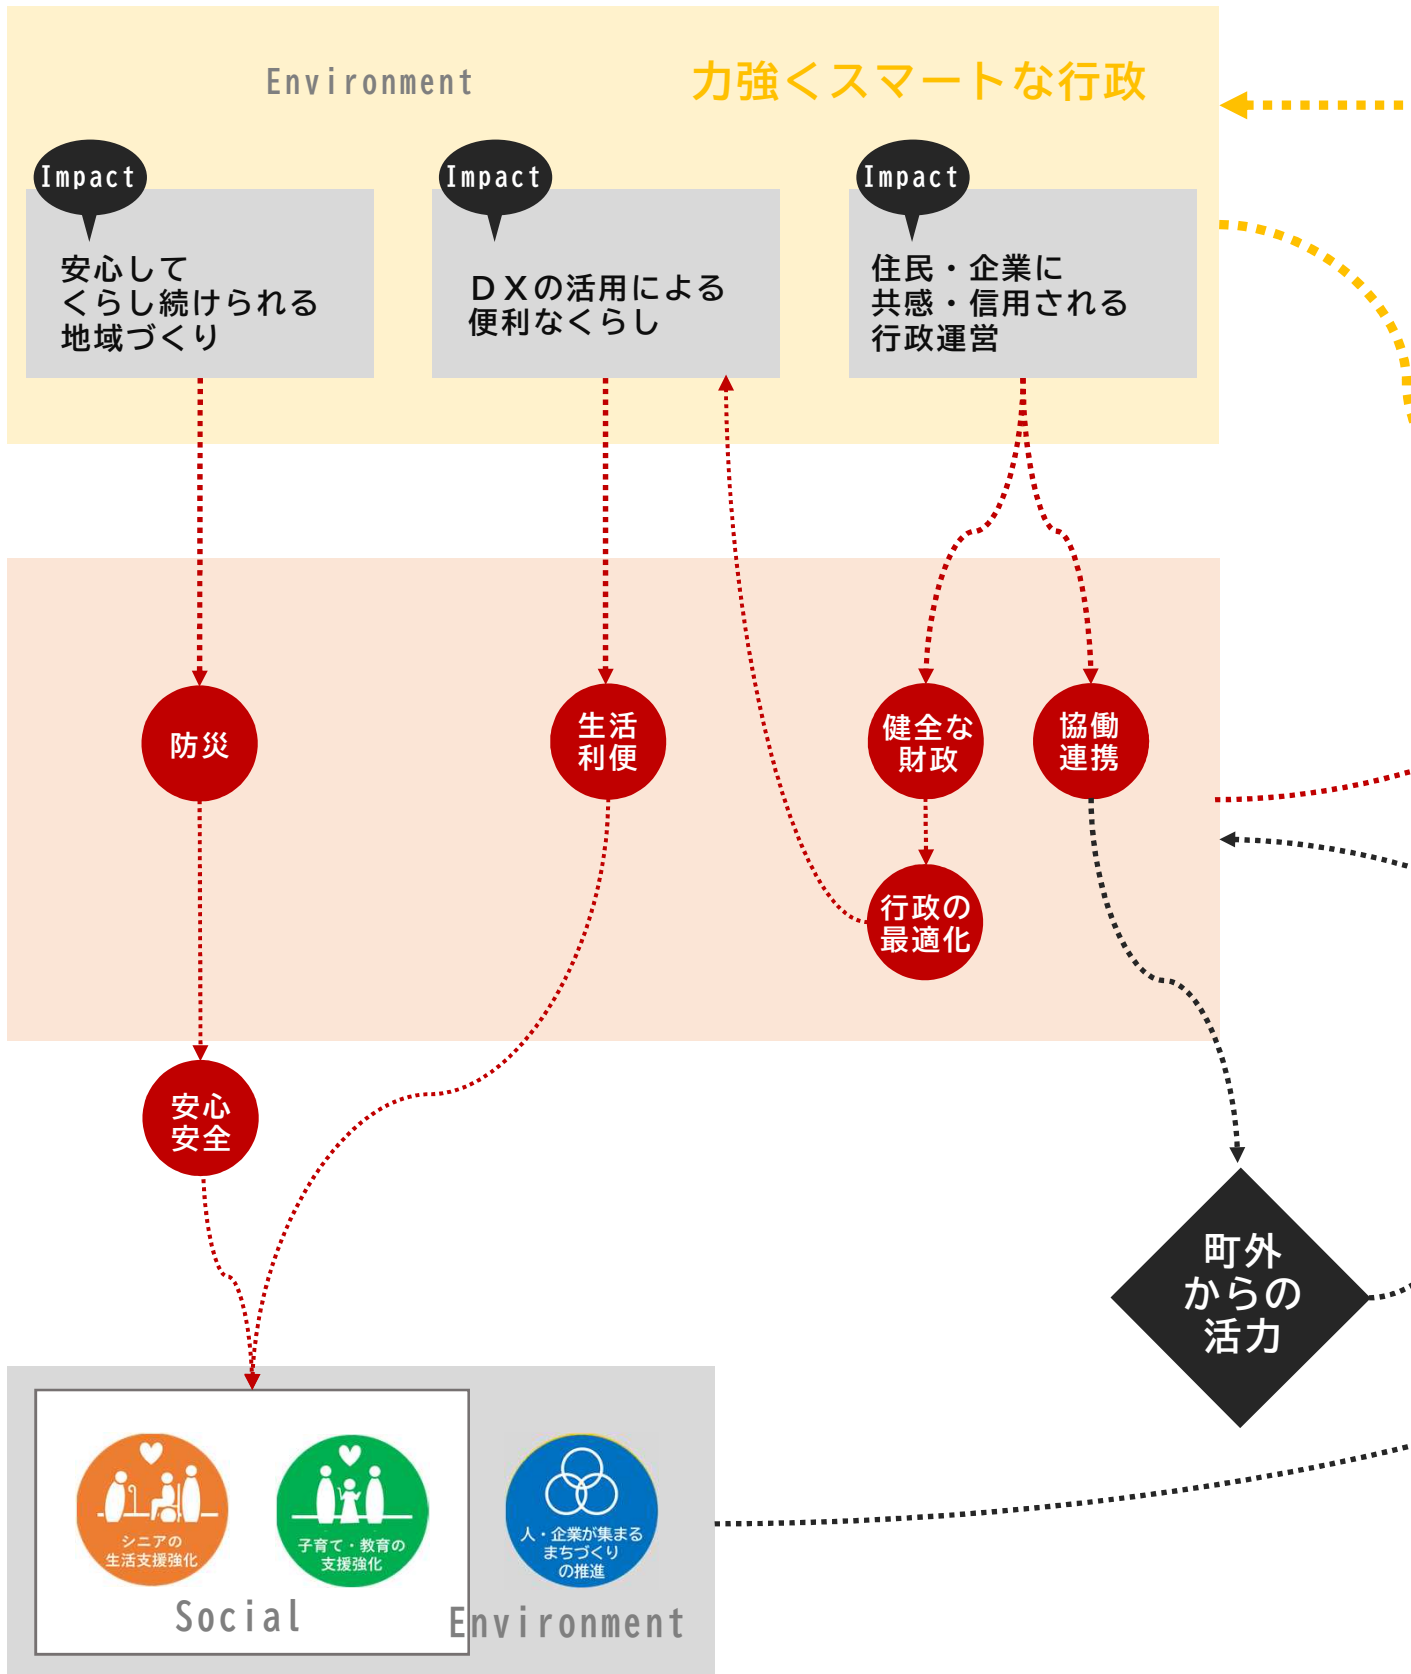 Environment
力強くスマートな行政
Impact
安心して
くらし続けられる
地域づくり
Impact
ＤＸの活用による
便利なくらし
Impact
住民・企業に
共感・信用される
行政運営
防災
生活
利便
健全な
財政
協働
連携
行政の
最適化
安心
安全
町外
からの
活力
シニアの
生活支援強化
子育て・教育の
支援強化
人・企業が集まる
まちづくり
の推進
Social
Environment